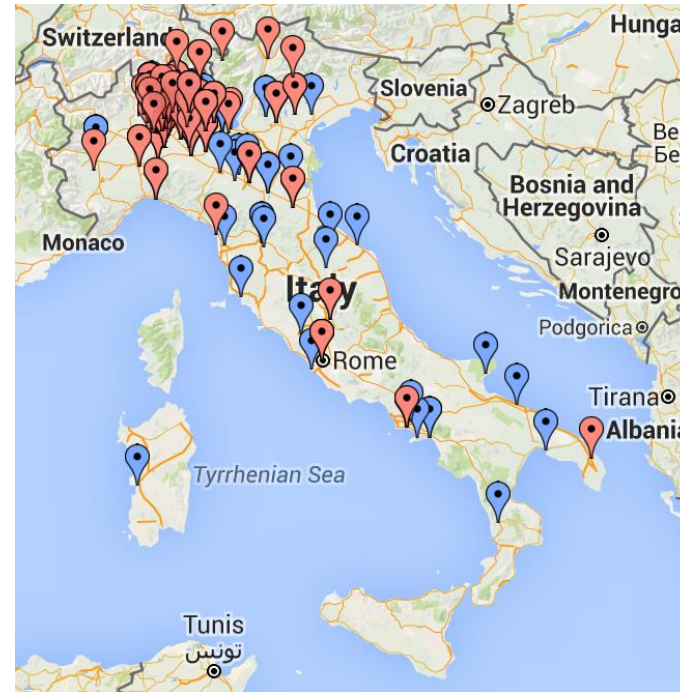 Switzerland
Hunga
Slovenia
Zagreb
Croatia
Ве
Бе
Bosnia and
Herzegovina
Sarajevo
Monaco
Italy
Montenegro
Podgorica
Rome
Tirana
Albania
Tyrrhenian Sea
Tunis
تونس